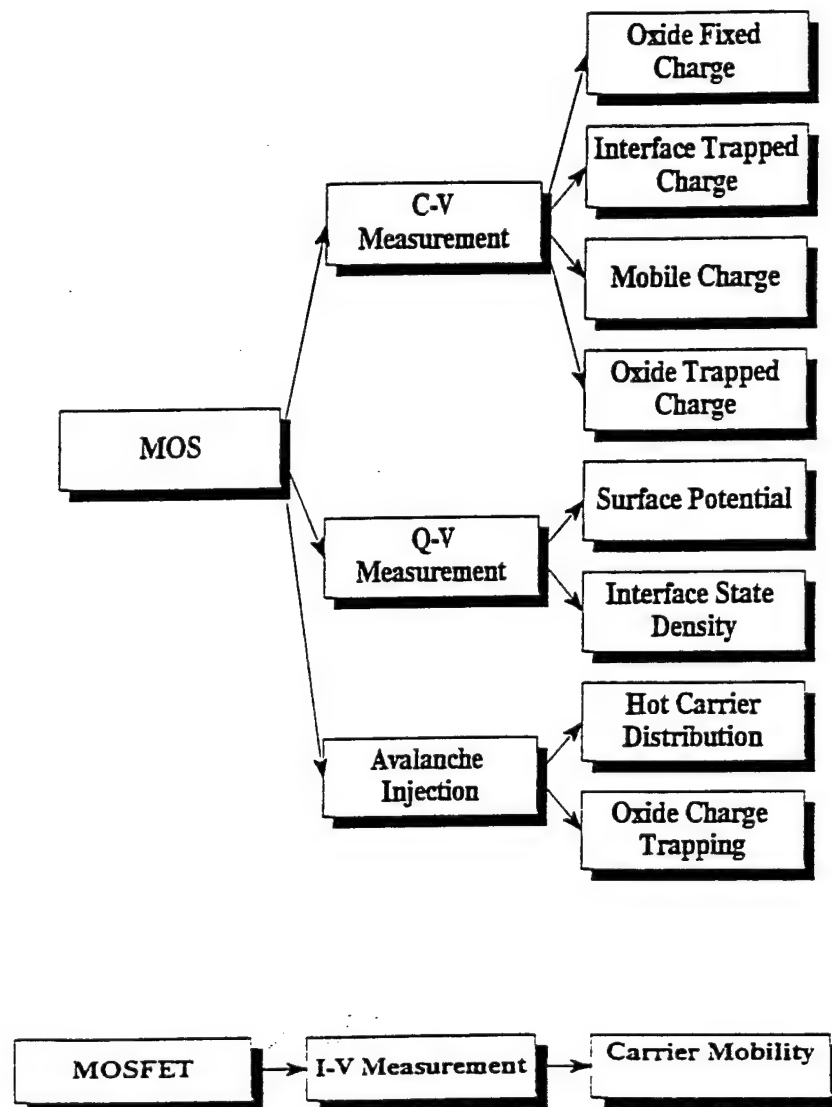 Oxide Fixed
Charge
Interface Trapped
Charge
C-V
Measurement
Mobile Charge
Oxide Trapped
Charge
MOS
Surface Potential
Q-V
Measurement
Interface State
Density
Hot Carrier
Distribution
Avalanche
Injection
Oxide Charge
Trapping
MOSFET
I-V Measurement
Carrier Mobility